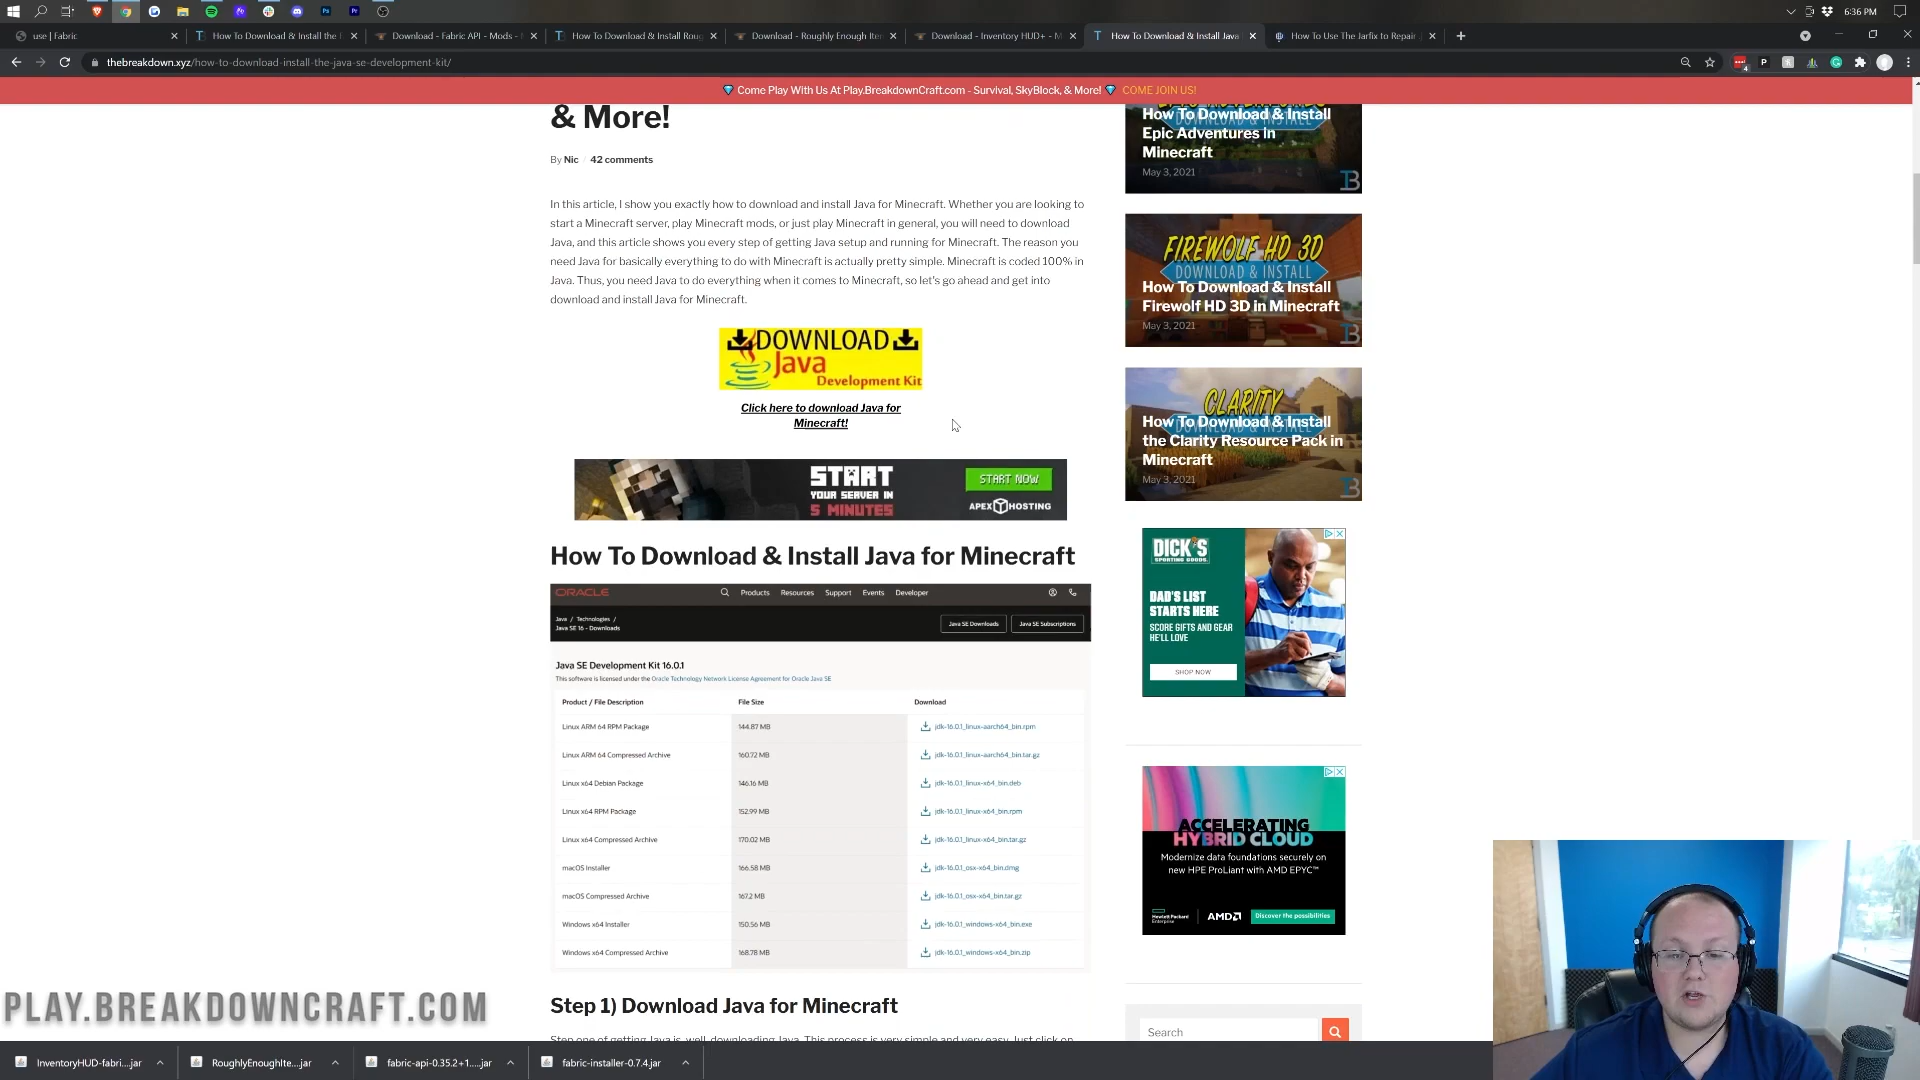 6:36 PM
use | Fabric
How To Download & Install the F
Download - Fabric API - Mods -
How To Download & Install Roug
Download - Roughly Enough Iter
Download - Inventory HUD+ - M
How To Download & Install Java
How To Use The Jarfix to Repair
thebreakdown.xyz/how-to-download-install-the-java-se-development-kit/
Come Play With Us At Play.BreakdownCraft.com - Survival, SkyBlock, & More! COME JOIN US!
& More!
By Nic / 42 comments
In this article, I show you exactly how to download and install Java for Minecraft. Whether you are looking to
start a Minecraft server, play Minecraft mods, or just play Minecraft in general, you will need to download
Java, and this article shows you every step of getting Java setup and running for Minecraft. The reason you
need Java for basically everything to do with Minecraft is actually pretty simple. Minecraft is coded 100% in
Java. Thus, you need Java to do everything when it comes to Minecraft, so let's go ahead and get into
download and install Java for Minecraft.
DOWNLOAD
Java
Development Kit
Click here to download Java for
Minecraft!
START
YOUR SERVER IN
5 MINUTES
START NOW
APEX HOSTING
How To Download & Install Java for Minecraft
ORACLE
Products Resources Support Events Developer
Java / Technologies /
Java SE 16 - Downloads
Java SE Downloads
Java SE Subscriptions
Java SE Development Kit 16.0.1
This software is licensed under the Oracle Technology Network License Agreement for Oracle Java SE
Product / File Description File Size Download
Linux ARM 64 RPM Package 144.87 MB jdk-16.0.1_linux-aarch64_bin.rpm
Linux ARM 64 Compressed Archive 160.72 MB jdk-16.0.1_linux-aarch64_bin.tar.gz
Linux x64 Debian Package 146.16 MB jdk-16.0.1_linux-x64_bin.deb
Linux x64 RPM Package 152.99 MB jdk-16.0.1_linux-x64_bin.rpm
Linux x64 Compressed Archive 170.02 MB jdk-16.0.1_linux-x64_bin.tar.gz
macOS Installer 166.58 MB jdk-16.0.1_osx-x64_bin.dmg
macOS Compressed Archive 167.2 MB jdk-16.0.1_osx-x64_bin.tar.gz
Windows x64 Installer 150.56 MB jdk-16.0.1_windows-x64_bin.exe
Windows x64 Compressed Archive 168.78 MB jdk-16.0.1_windows-x64_bin.zip
Step 1) Download Java for Minecraft
Step one of getting Java is, well, downloading Java. This process is very simple and very easy. Just click on
How To Download & Install
Epic Adventures in
Minecraft
May 3, 2021
FIREWOLF HD 3D
DOWNLOAD & INSTALL
How To Download & Install
Firewolf HD 3D in Minecraft
May 3, 2021
CLARITY
How To Download & Install
the Clarity Resource Pack in
Minecraft
May 3, 2021
DICK'S
SPORTING GOODS
DAD'S LIST
STARTS HERE
SCORE GIFTS AND GEAR
HE'LL LOVE
SHOP NOW
ACCELERATING
HYBRID CLOUD
Modernize data foundations securely on
new HPE ProLiant with AMD EPYC™
Hewlett Packard
Enterprise
AMD
Discover the possibilities
Search
PLAY.BREAKDOWNCRAFT.COM
InventoryHUD-fabri....jar
RoughlyEnoughIte....jar
fabric-api-0.35.2+1....jar
fabric-installer-0.7.4.jar